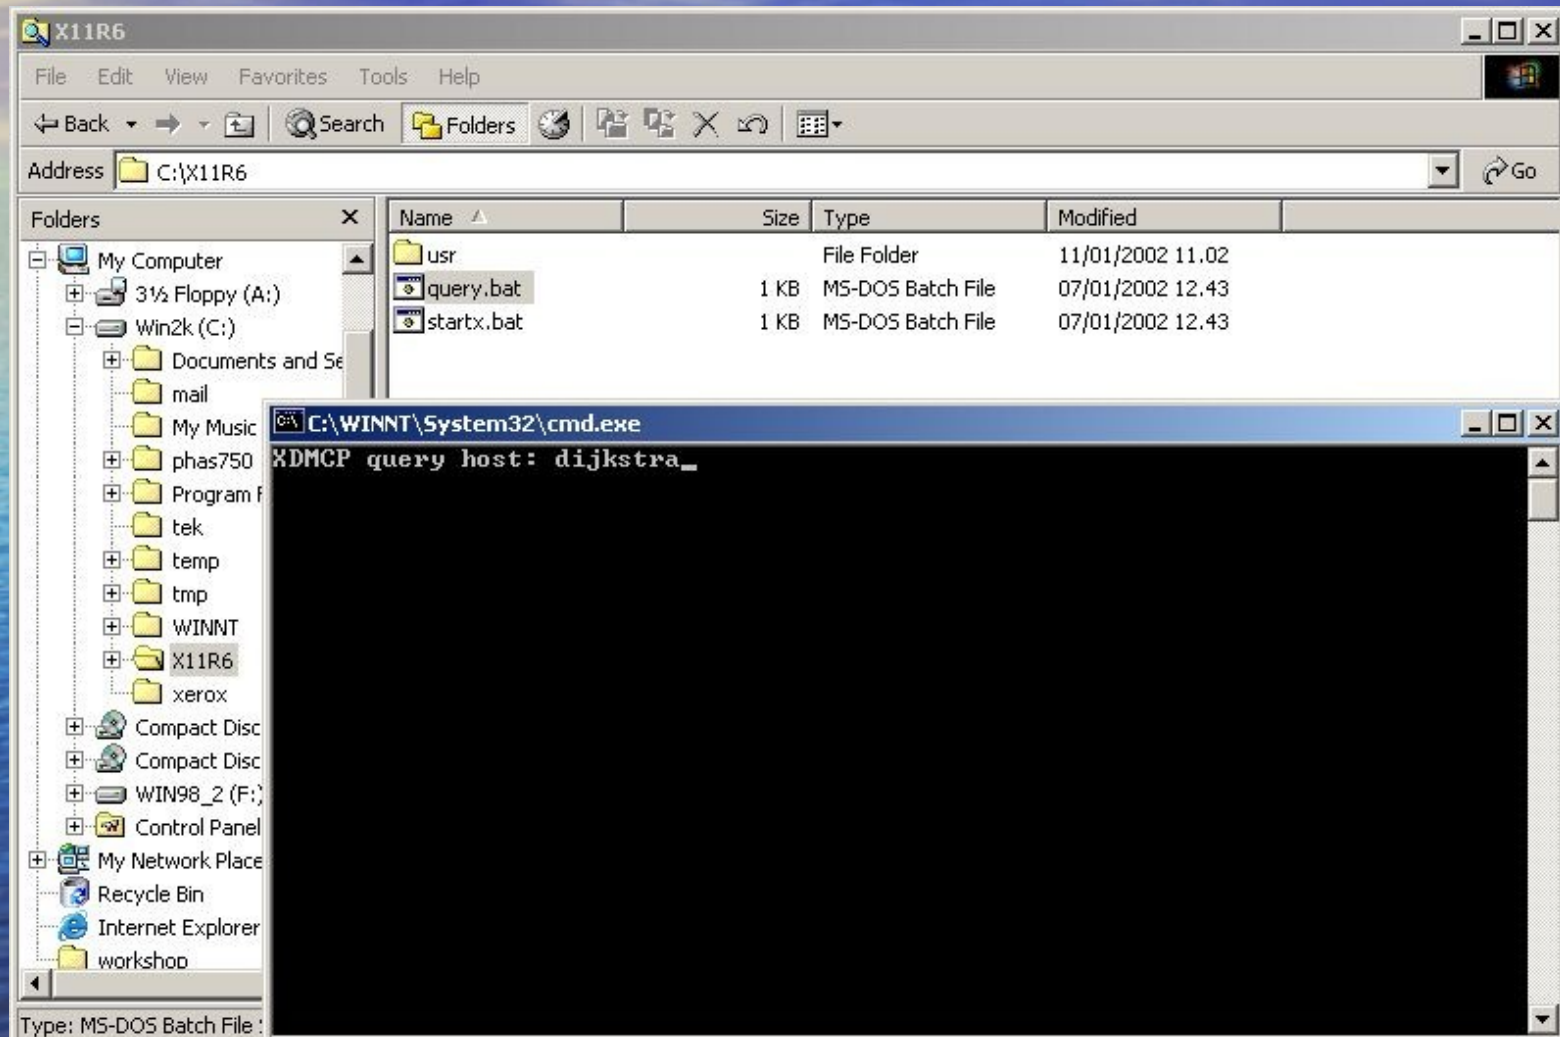 X11R6
File Edit View Favorites Tools Help
Back Search Folders
Address C:\X11R6 Go
Folders
My Computer
3½ Floppy (A:)
Win2k (C:)
Documents and Se
mail
My Music
phas750
Program F
tek
temp
tmp
WINNT
X11R6
xerox
Compact Disc
Compact Disc
WIN98_2 (F:)
Control Panel
My Network Place
Recycle Bin
Internet Explorer
workshop
Name Size Type Modified
usr File Folder 11/01/2002 11.02
query.bat 1 KB MS-DOS Batch File 07/01/2002 12.43
startx.bat 1 KB MS-DOS Batch File 07/01/2002 12.43
C:\WINNT\System32\cmd.exe
XDMCP query host: dijkstra_
Type: MS-DOS Batch File